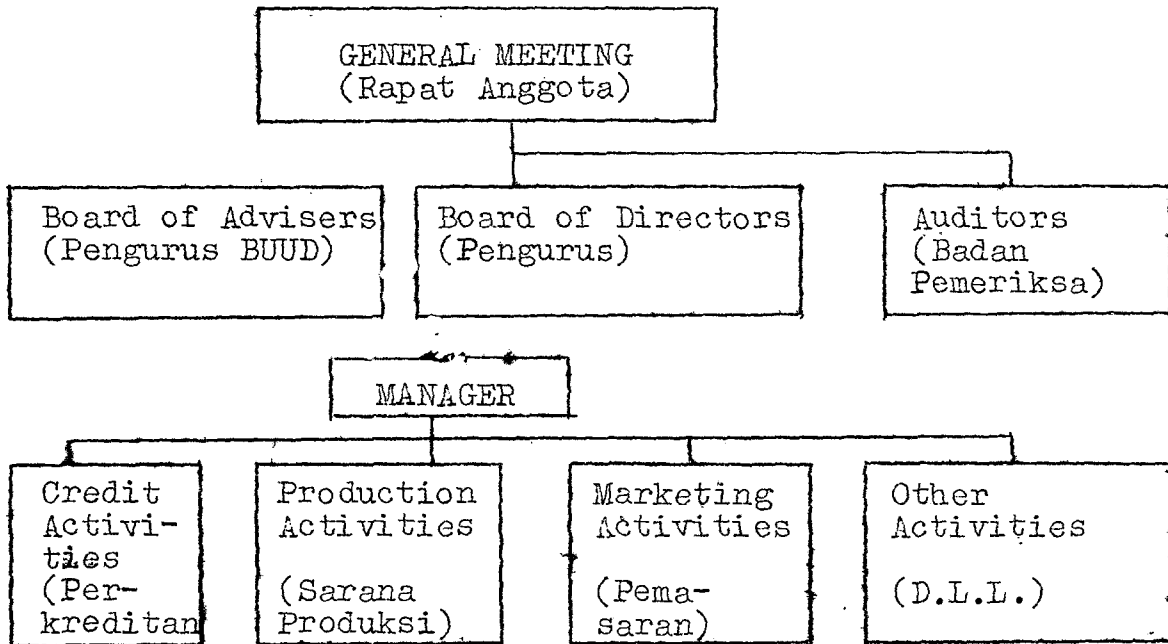 GENERAL MEETING
(Rapat Anggota)
Board of Advisers
(Pengurus BUUD)
Board of Directors
(Pengurus)
Auditors
(Badan
Pemeriksa)
MANAGER
Credit
Activi-
ties
(Per-
kreditan
Production
Activities
(Sarana
Produksi)
Marketing
Activities
(Pema-
saran)
Other
Activities
(D.L.L.)